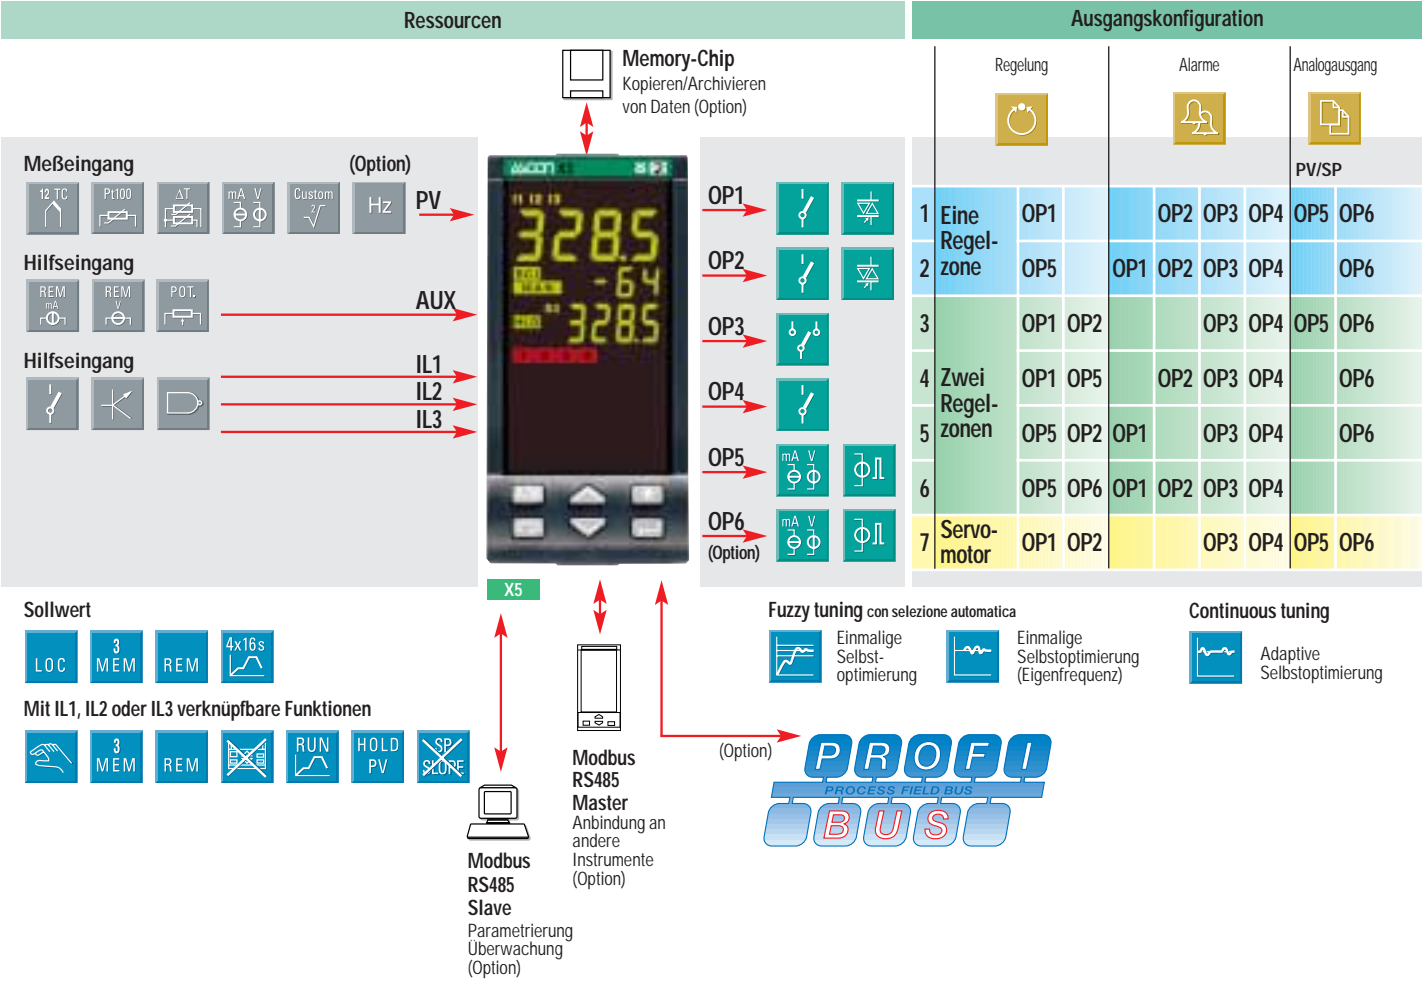 Ressourcen
Ausgangskonfiguration
Memory-Chip
Kopieren/Archivieren
von Daten (Option)
Regelung
Alarme
Analogausgang
PV/SP
Meßeingang
(Option)
12 TC
Pt100
ΔT
mA V
Custom
2√
Hz
PV
Hilfseingang
REM
mA
REM
V
POT.
AUX
Hilfseingang
IL1
IL2
IL3
11 12 13
328.5
-64
328.5
OP1
OP2
OP3
OP4
OP5
mA V
OP6
(Option)
mA V
1 Eine Regel-zone OP1 OP2 OP3 OP4 OP5 OP6
2 OP5 OP1 OP2 OP3 OP4 OP6
3 Zwei Regel-zonen OP1 OP2 OP3 OP4 OP5 OP6
4 OP1 OP5 OP2 OP3 OP4 OP6
5 OP5 OP2 OP1 OP3 OP4 OP6
6 OP5 OP6 OP1 OP2 OP3 OP4
7 Servo-motor OP1 OP2 OP3 OP4 OP5 OP6
X5
Sollwert
LOC
3
MEM
REM
4x16s
Mit IL1, IL2 oder IL3 verknüpfbare Funktionen
3
MEM
REM
RUN
HOLD
PV
SP
SLOPE
Modbus
RS485
Slave
Parametrierung
Überwachung
(Option)
Modbus
RS485
Master
Anbindung an
andere
Instrumente
(Option)
(Option)
PROFI
PROCESS FIELD BUS
BUS
Fuzzy tuning con selezione automatica
Einmalige
Selbst-
optimierung
Einmalige
Selbstoptimierung
(Eigenfrequenz)
Continuous tuning
Adaptive
Selbstoptimierung